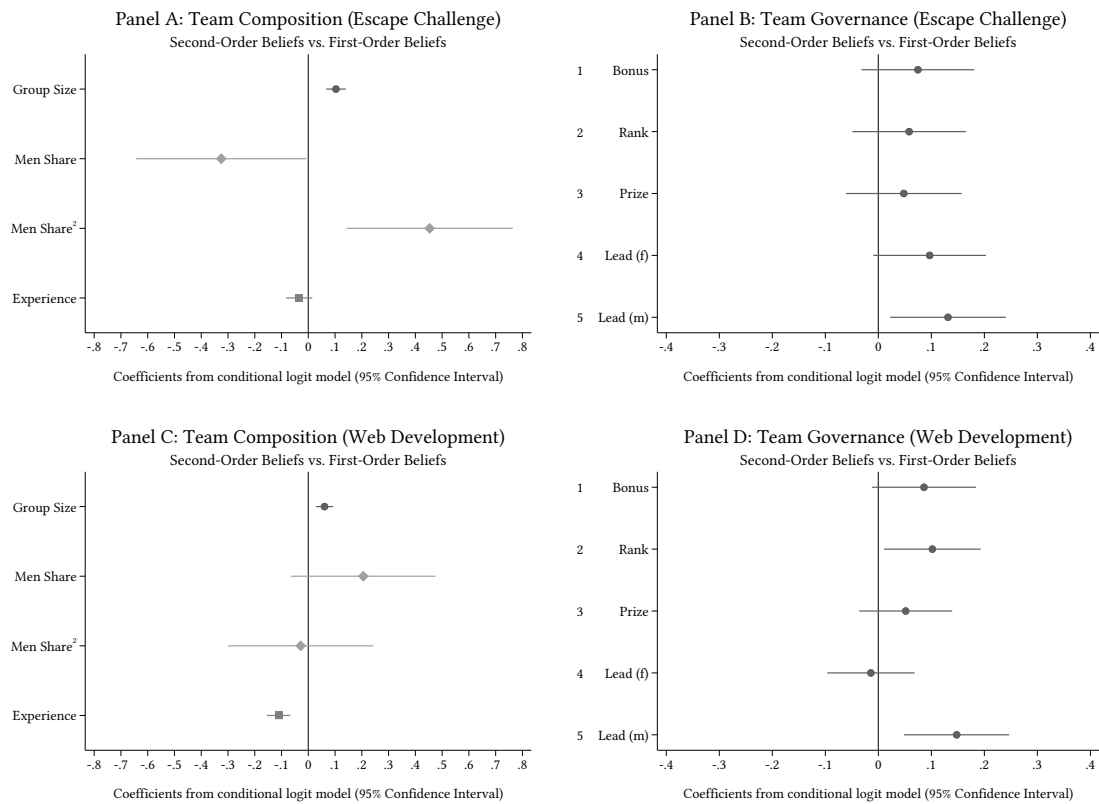 Panel A: Team Composition (Escape Challenge)
Second-Order Beliefs vs. First-Order Beliefs
Group Size
Men Share
Men Share²
Experience
-.8 -.7 -.6 -.5 -.4 -.3 -.2 -.1 0 .1 .2 .3 .4 .5 .6 .7 .8
Coefficients from conditional logit model (95% Confidence Interval)
Panel B: Team Governance (Escape Challenge)
Second-Order Beliefs vs. First-Order Beliefs
1 Bonus
2 Rank
3 Prize
4 Lead (f)
5 Lead (m)
-.4 -.3 -.2 -.1 0 .1 .2 .3 .4
Coefficients from conditional logit model (95% Confidence Interval)
Panel C: Team Composition (Web Development)
Second-Order Beliefs vs. First-Order Beliefs
Group Size
Men Share
Men Share²
Experience
-.8 -.7 -.6 -.5 -.4 -.3 -.2 -.1 0 .1 .2 .3 .4 .5 .6 .7 .8
Coefficients from conditional logit model (95% Confidence Interval)
Panel D: Team Governance (Web Development)
Second-Order Beliefs vs. First-Order Beliefs
1 Bonus
2 Rank
3 Prize
4 Lead (f)
5 Lead (m)
-.4 -.3 -.2 -.1 0 .1 .2 .3 .4
Coefficients from conditional logit model (95% Confidence Interval)